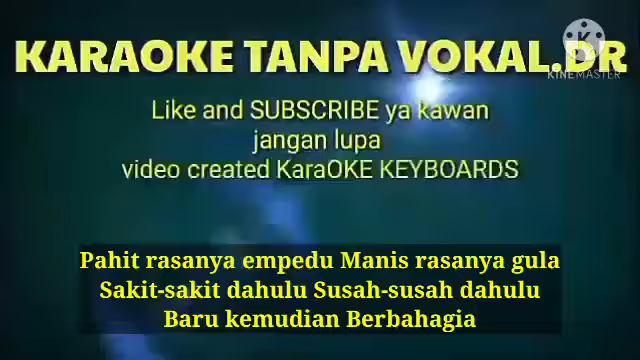 KARAOKE TANPA VOKAL.DR
KINEMASTER
Like and SUBSCRIBE ya kawan
jangan lupa
video created KaraOKE KEYBOARDS
Pahit rasanya empedu Manis rasanya gula
Sakit-sakit dahulu Susah-susah dahulu
Baru kemudian Berbahagia